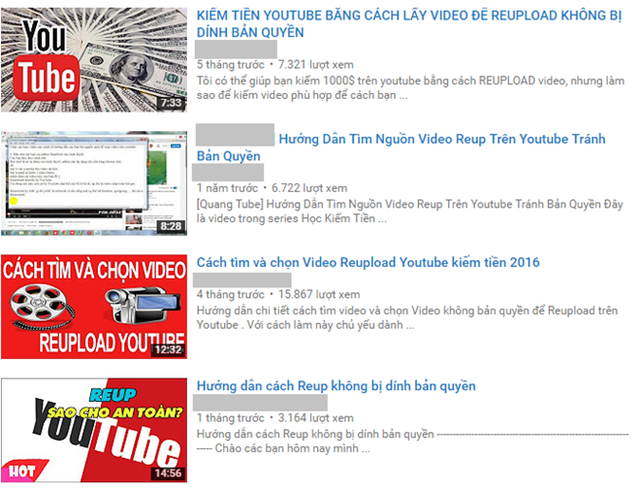 You
Tube
7:33
KIẾM TIỀN YOUTUBE BẰNG CÁCH LẤY VIDEO ĐỂ REUPLOAD KHÔNG BỊ
DÍNH BẢN QUYỀN
5 tháng trước • 7.321 lượt xem
Tôi có thể giúp bạn kiếm 1000$ trên youtube bằng cách REUPLOAD video, nhưng làm
sao để kiếm video phù hợp để cách bạn ...
8:28
Hướng Dẫn Tìm Nguồn Video Reup Trên Youtube Tránh
Bản Quyền
1 năm trước • 6.722 lượt xem
[Quang Tube] Hướng Dẫn Tìm Nguồn Video Reup Trên Youtube Tránh Bản Quyền Đây
là video trong series Học Kiếm Tiền ...
CÁCH TÌM VÀ CHỌN VIDEO
REUPLOAD YOUTUBE
12:32
Cách tìm và chọn Video Reupload Youtube kiếm tiền 2016
4 tháng trước • 15.867 lượt xem
Hướng dẫn chi tiết cách tìm video và chọn Video không bản quyền để Reupload trên
Youtube . Với cách làm này chủ yếu dành ...
REUP
SAO CHO AN TOÀN?
YouTube
HOT
14:56
Hướng dẫn cách Reup không bị dính bản quyền
1 tháng trước • 3.164 lượt xem
Hướng dẫn cách Reup không bị dính bản quyền ----------------------------------------------------------
----- Chào các bạn hôm nay mình ...